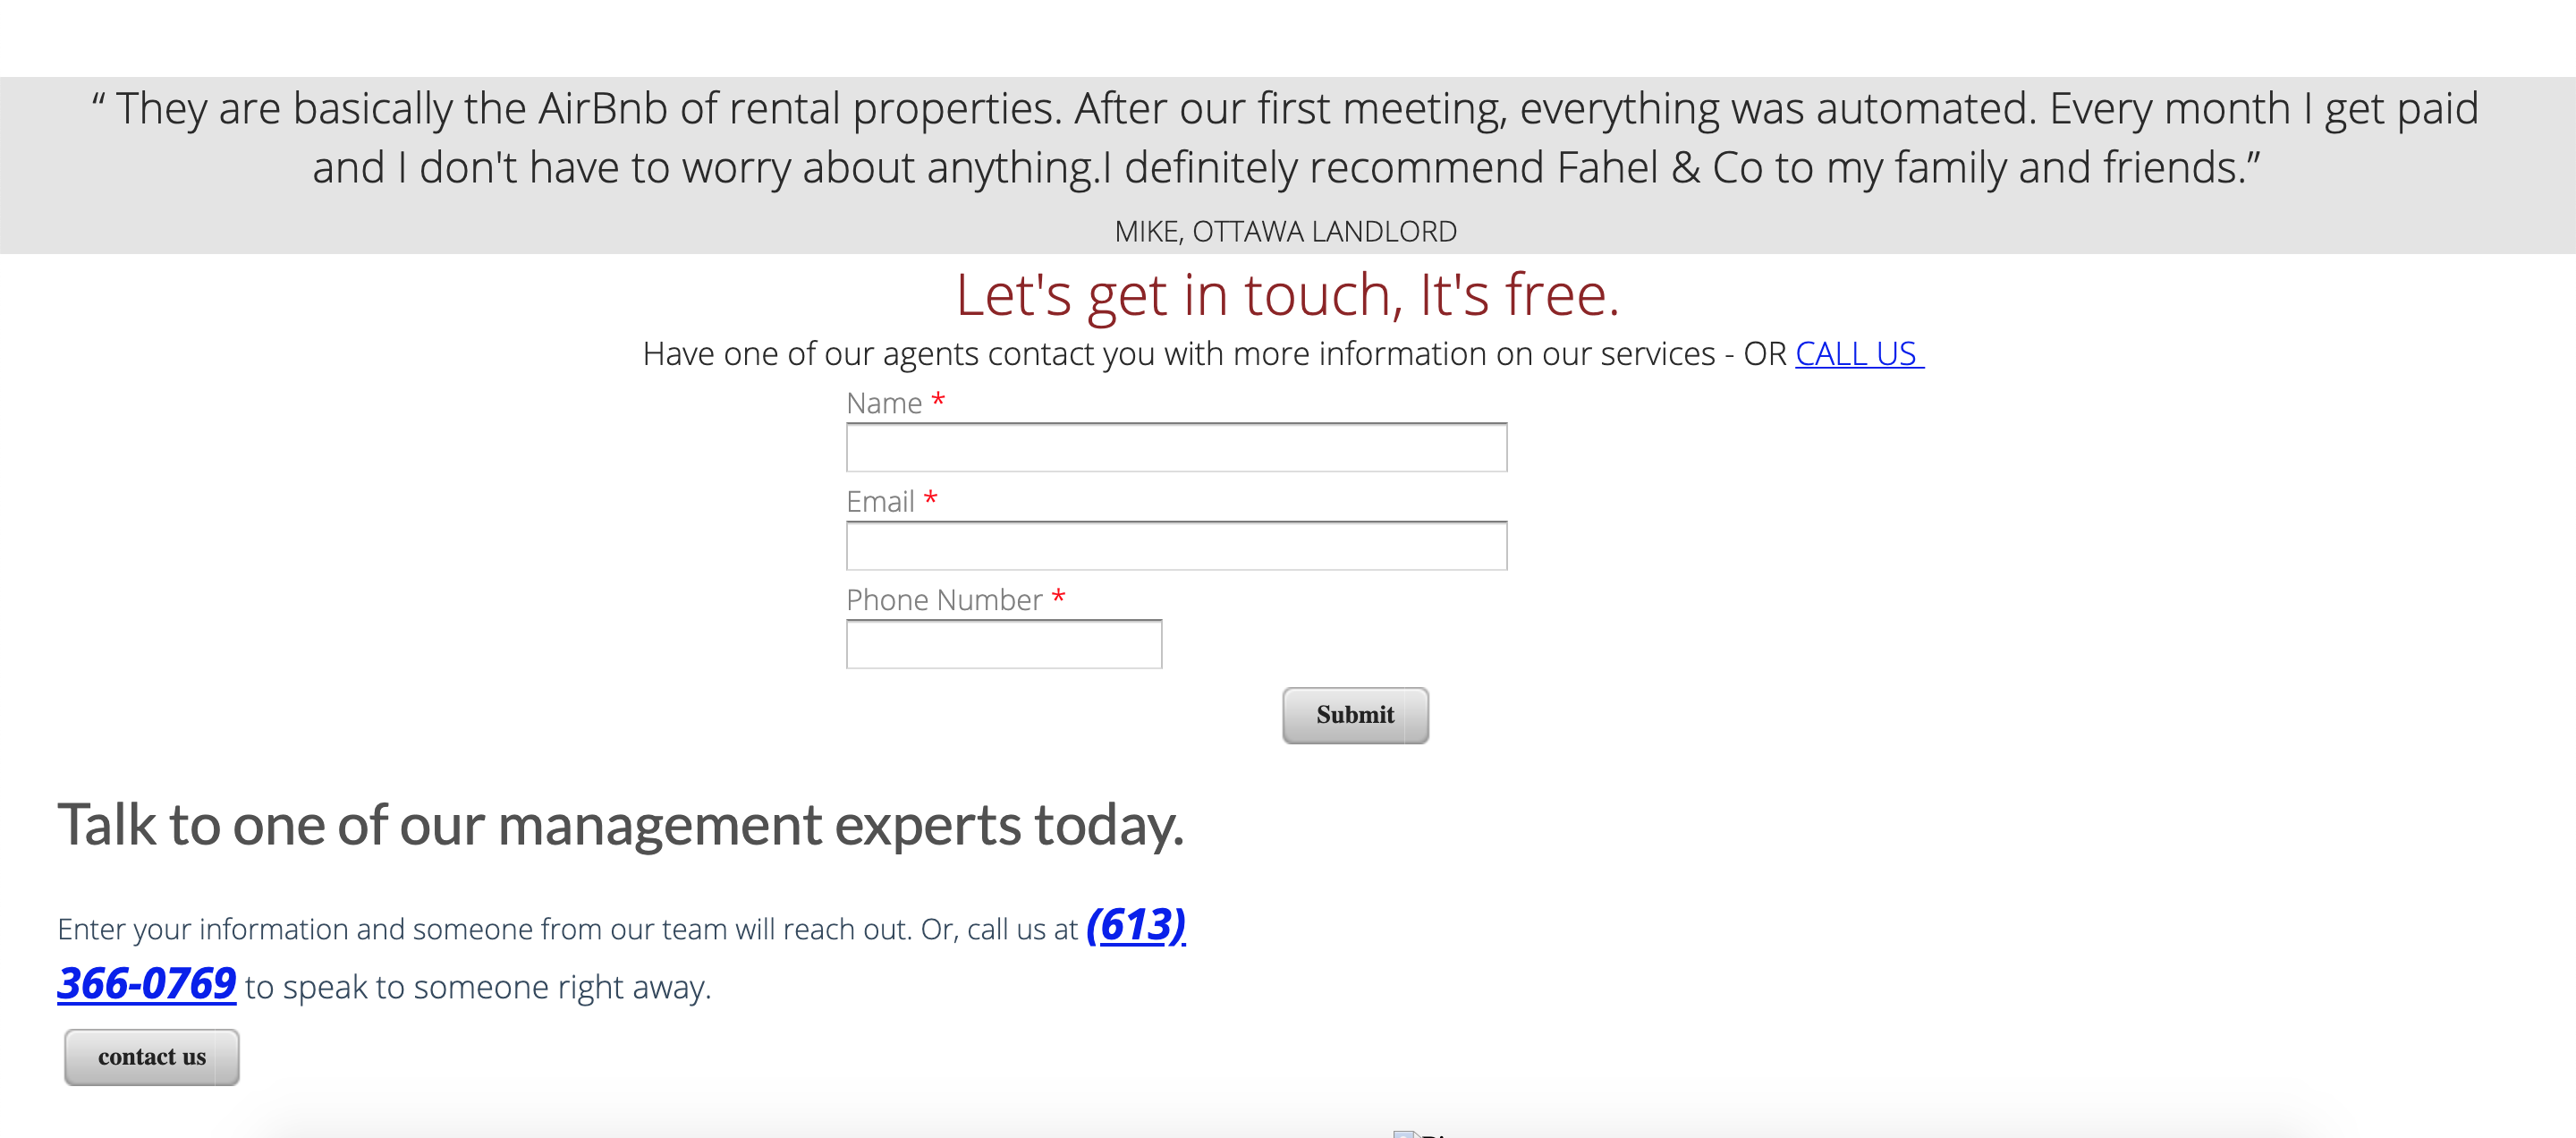 “ They are basically the AirBnb of rental properties. After our first meeting, everything was automated. Every month I get paid
and I don't have to worry about anything.I definitely recommend Fahel & Co to my family and friends.”
MIKE, OTTAWA LANDLORD
Let's get in touch, It's free.
Have one of our agents contact you with more information on our services - OR CALL US
Name *
Email *
Phone Number *
Submit
Talk to one of our management experts today.
Enter your information and someone from our team will reach out. Or, call us at (613)
366-0769 to speak to someone right away.
contact us